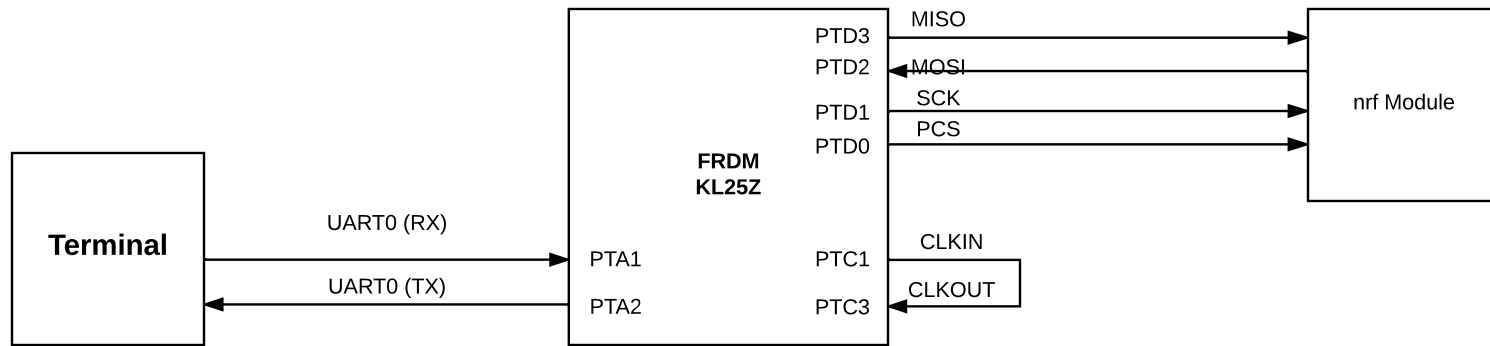 MISO
PTD3
PTD2
MOSI
SCK
PTD1
PCS
PTD0
nrf Module
FRDM
KL25Z
Terminal
UART0 (RX)
PTA1
UART0 (TX)
PTA2
CLKIN
PTC1
CLKOUT
PTC3